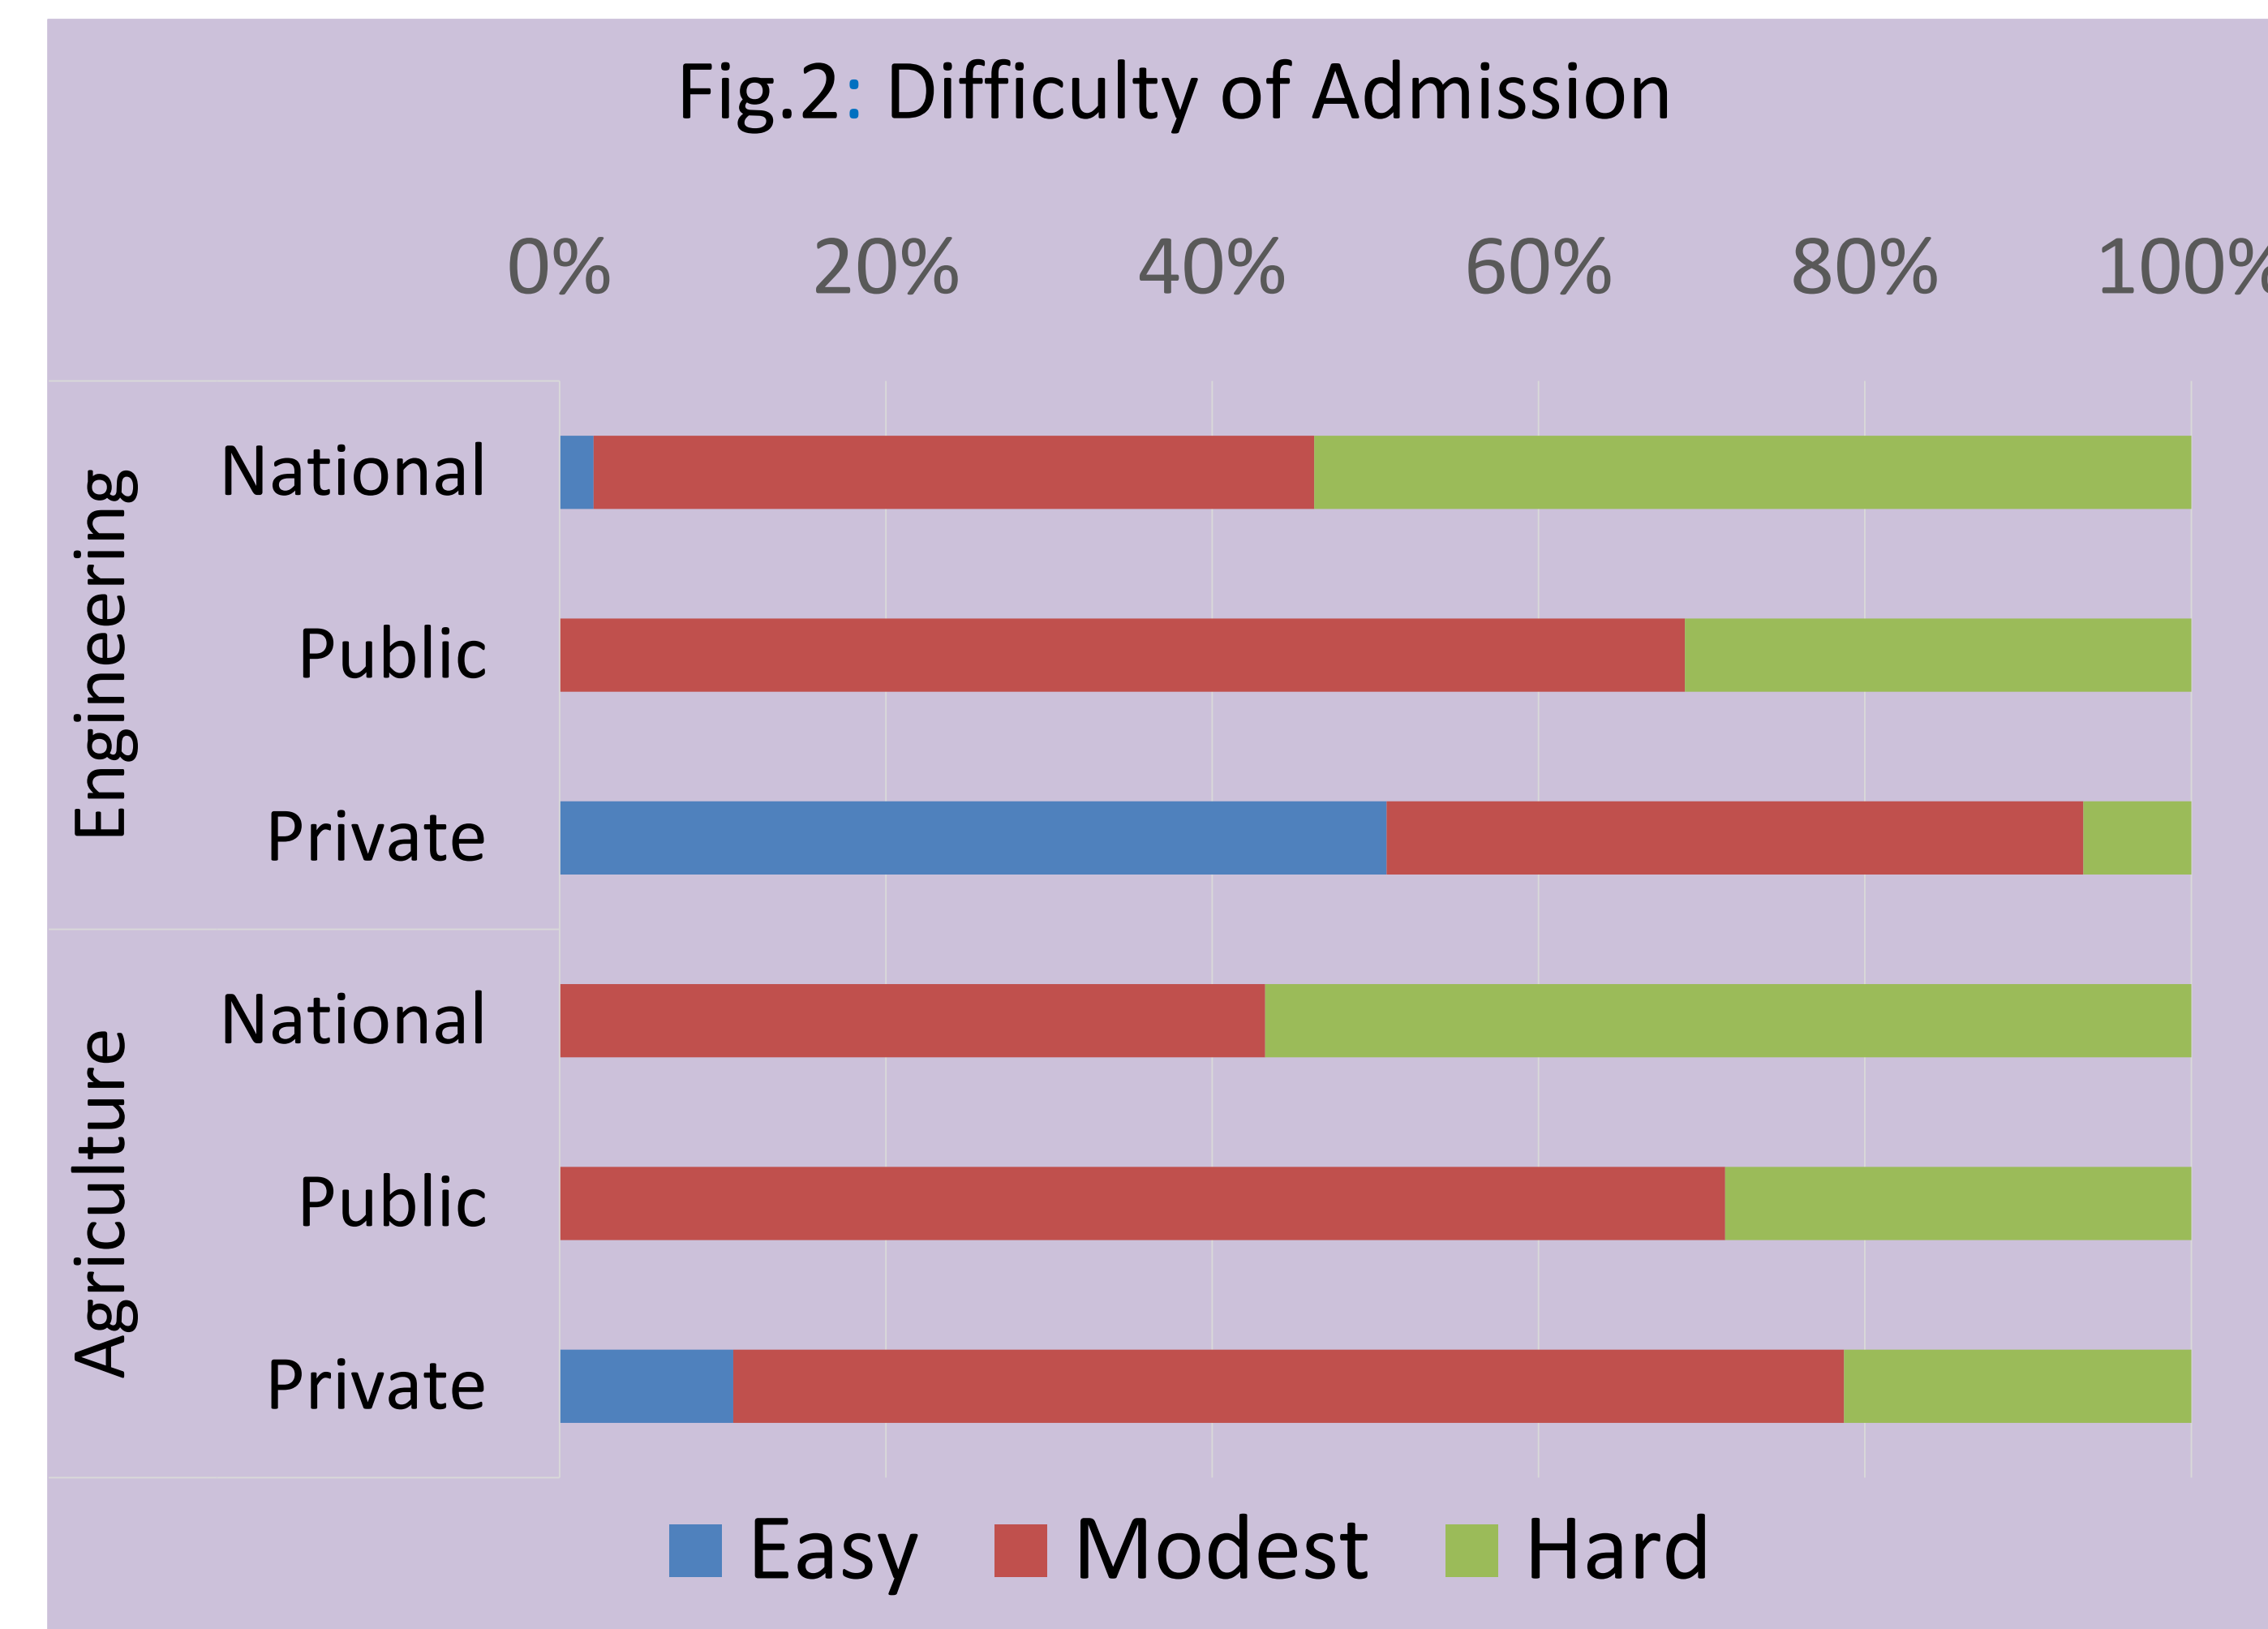 Fig.2: Difficulty of Admission
0% 20% 40% 60% 80% 100%
Engineering
National
Public
Private
Agriculture
National
Public
Private
Easy Modest Hard